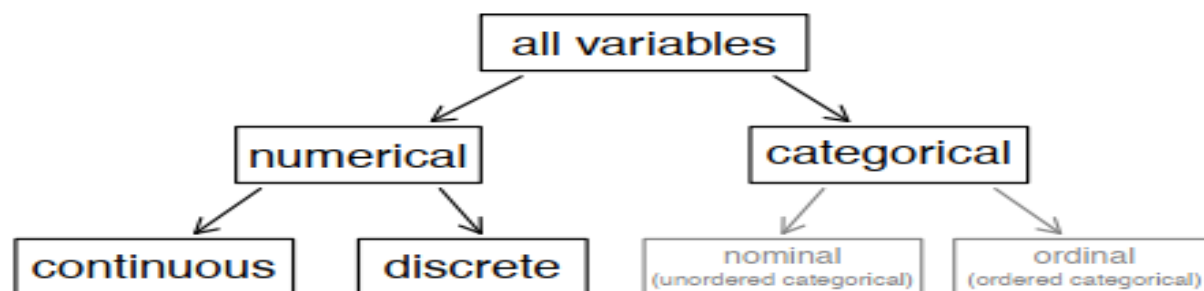 all variables
numerical
categorical
continuous
discrete
nominal
(unordered categorical)
ordinal
(ordered categorical)